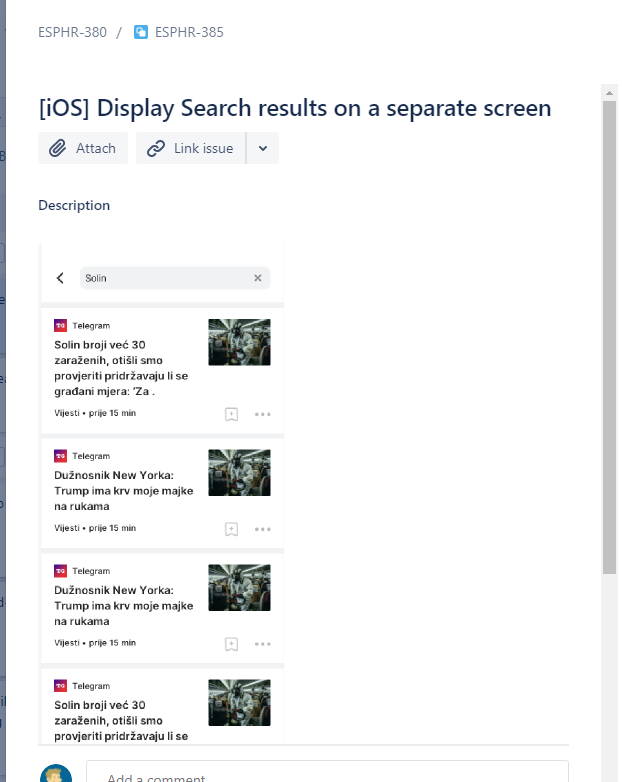 ESPHR-380 / ESPHR-385
[iOS] Display Search results on a separate screen
Attach
Link issue
Description
Solin
TG Telegram
Solin broji već 30
zaraženih, otišli smo
provjeriti pridržavaju li se
građani mjera: ‘Za .
Vijesti • prije 15 min
TG Telegram
Dužnosnik New Yorka:
Trump ima krv moje majke
na rukama
Vijesti • prije 15 min
TG Telegram
Dužnosnik New Yorka:
Trump ima krv moje majke
na rukama
Vijesti • prije 15 min
TG Telegram
Solin broji već 30
zaraženih, otišli smo
provjeriti pridržavaju li se
Add a comment